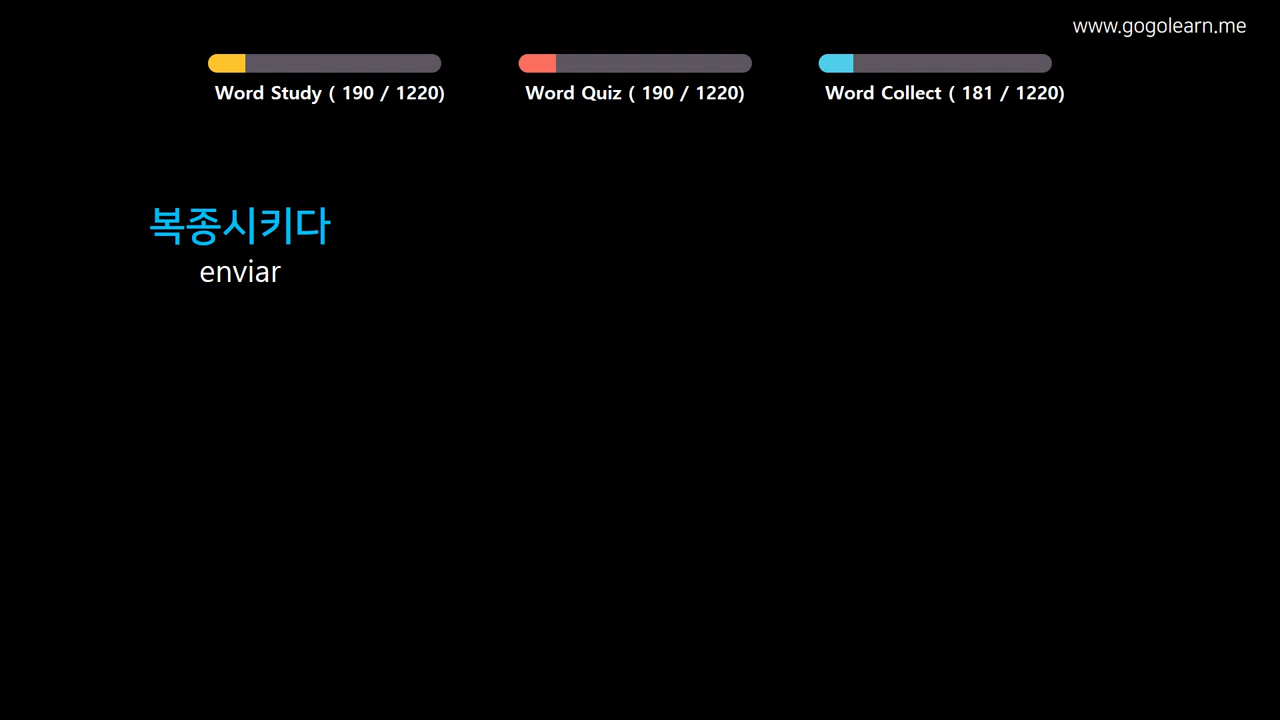 www.gogolearn.me
Word Study ( 190 / 1220)
Word Quiz ( 190 / 1220)
Word Collect ( 181 / 1220)
복종시키다
enviar